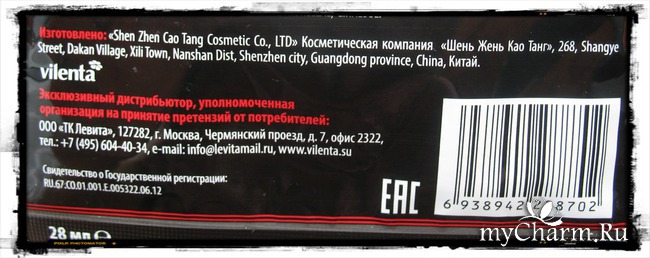 Изготовлено: «Shen Zhen Cao Tang Cosmetic Co., LTD» Косметическая компания «Шень Жень Као Танг», 268, Shangye
Street, Dakan Village, Xili Town, Nanshan Dist, Shenzhen city, Guangdong province, China, Китай.
vilenta
Эксклюзивный дистрибьютор, уполномоченная
организация на принятие претензий от потребителей:
ООО «ТК Левита», 127282, г. Москва, Чермянский проезд, д. 7, офис 2322,
тел.: +7 (495) 604-40-34, e-mail: info@levitamail.ru, www.vilenta.su
Свидетельство о Государственной регистрации:
RU.67.CO.01.001.E.005322.06.12
EAC
6 938942 8702
28 мл
myCharm.Ru